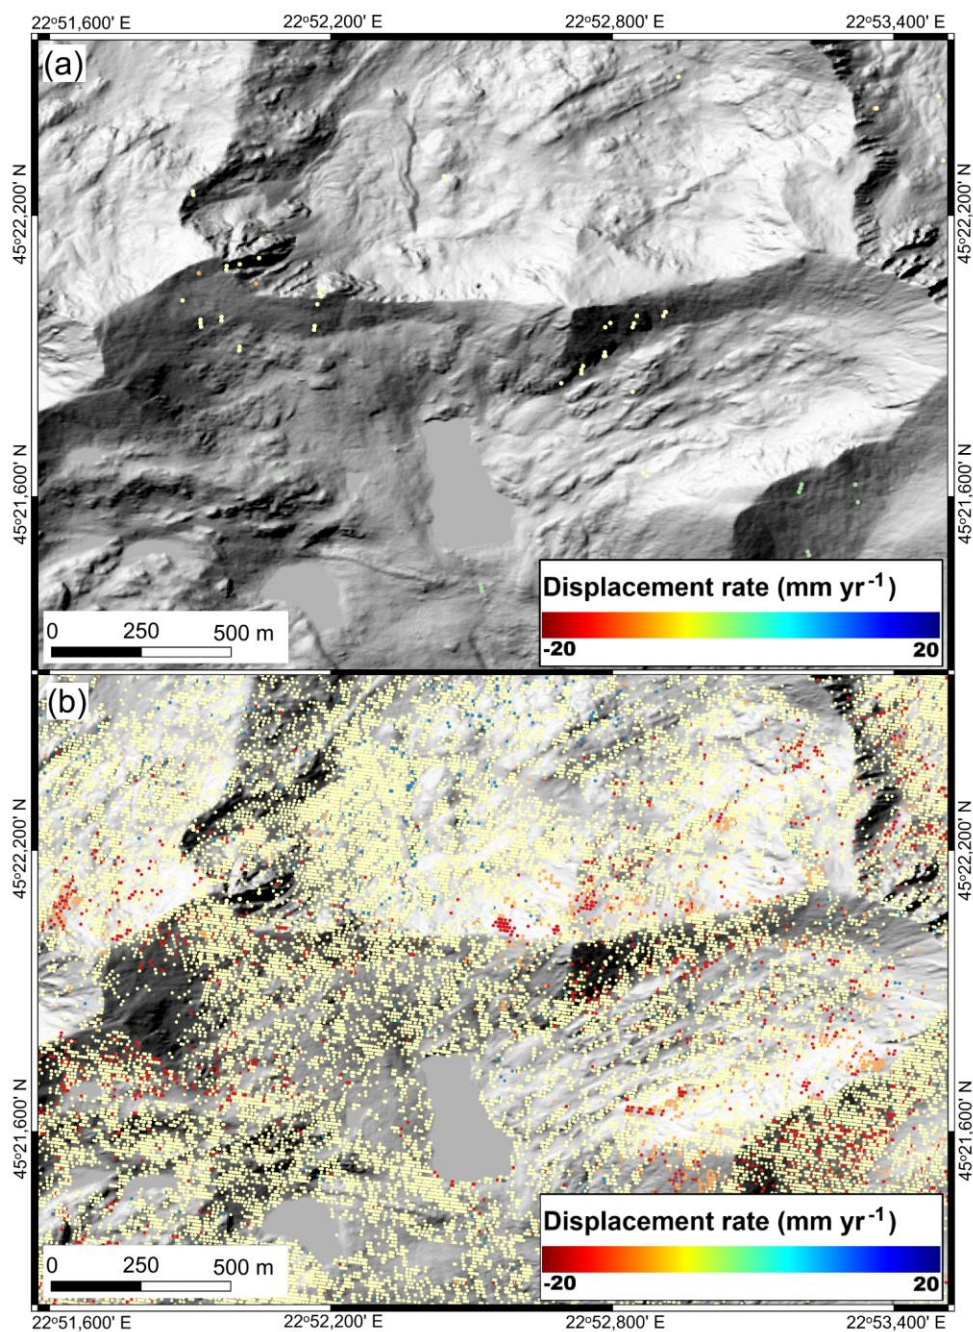 22°51,600' E 22°52,200' E 22°52,800' E 22°53,400' E
(a)
45°22,200' N 45°22,200' N
45°21,600' N 45°21,600' N
Displacement rate (mm yr-1)
-20 20
0 250 500 m
(b)
45°22,200' N 45°22,200' N
45°21,600' N 45°21,600' N
Displacement rate (mm yr-1)
-20 20
0 250 500 m
22°51,600' E 22°52,200' E 22°52,800' E 22°53,400' E